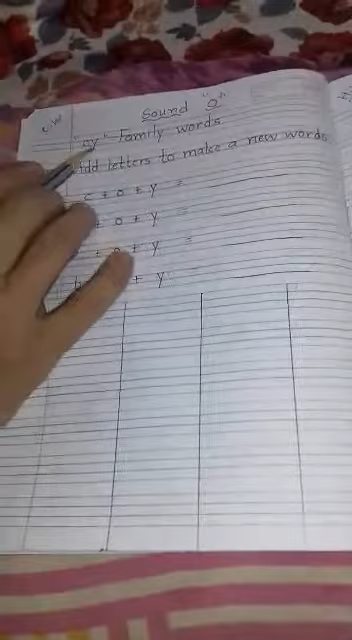 C.W
Sound "O"
"oy" Family words
Add letters to make a new words
c + o + y =
+ o + y =
+ o + y =
b + y